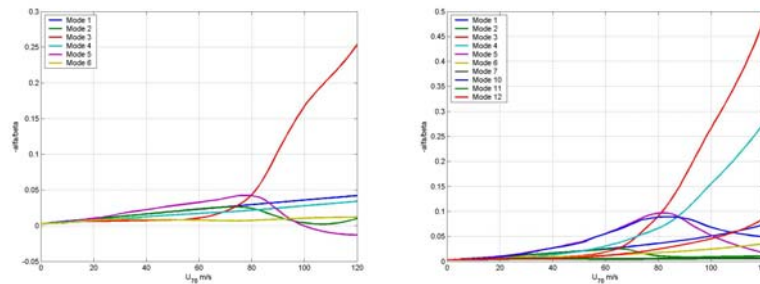 0.3
0.25
0.2
0.15
0.1
0.05
0
-0.05
-alfa/beta
Mode 1
Mode 2
Mode 3
Mode 4
Mode 5
Mode 6
0 20 40 60 80 100 120
U70 m/s
0.5
0.45
0.4
0.35
0.3
0.25
0.2
0.15
0.1
0.05
0
-alfa/beta
Mode 1
Mode 2
Mode 3
Mode 4
Mode 5
Mode 6
Mode 7
Mode 10
Mode 11
Mode 12
0 20 40 60 80 100 120
U70 m/s